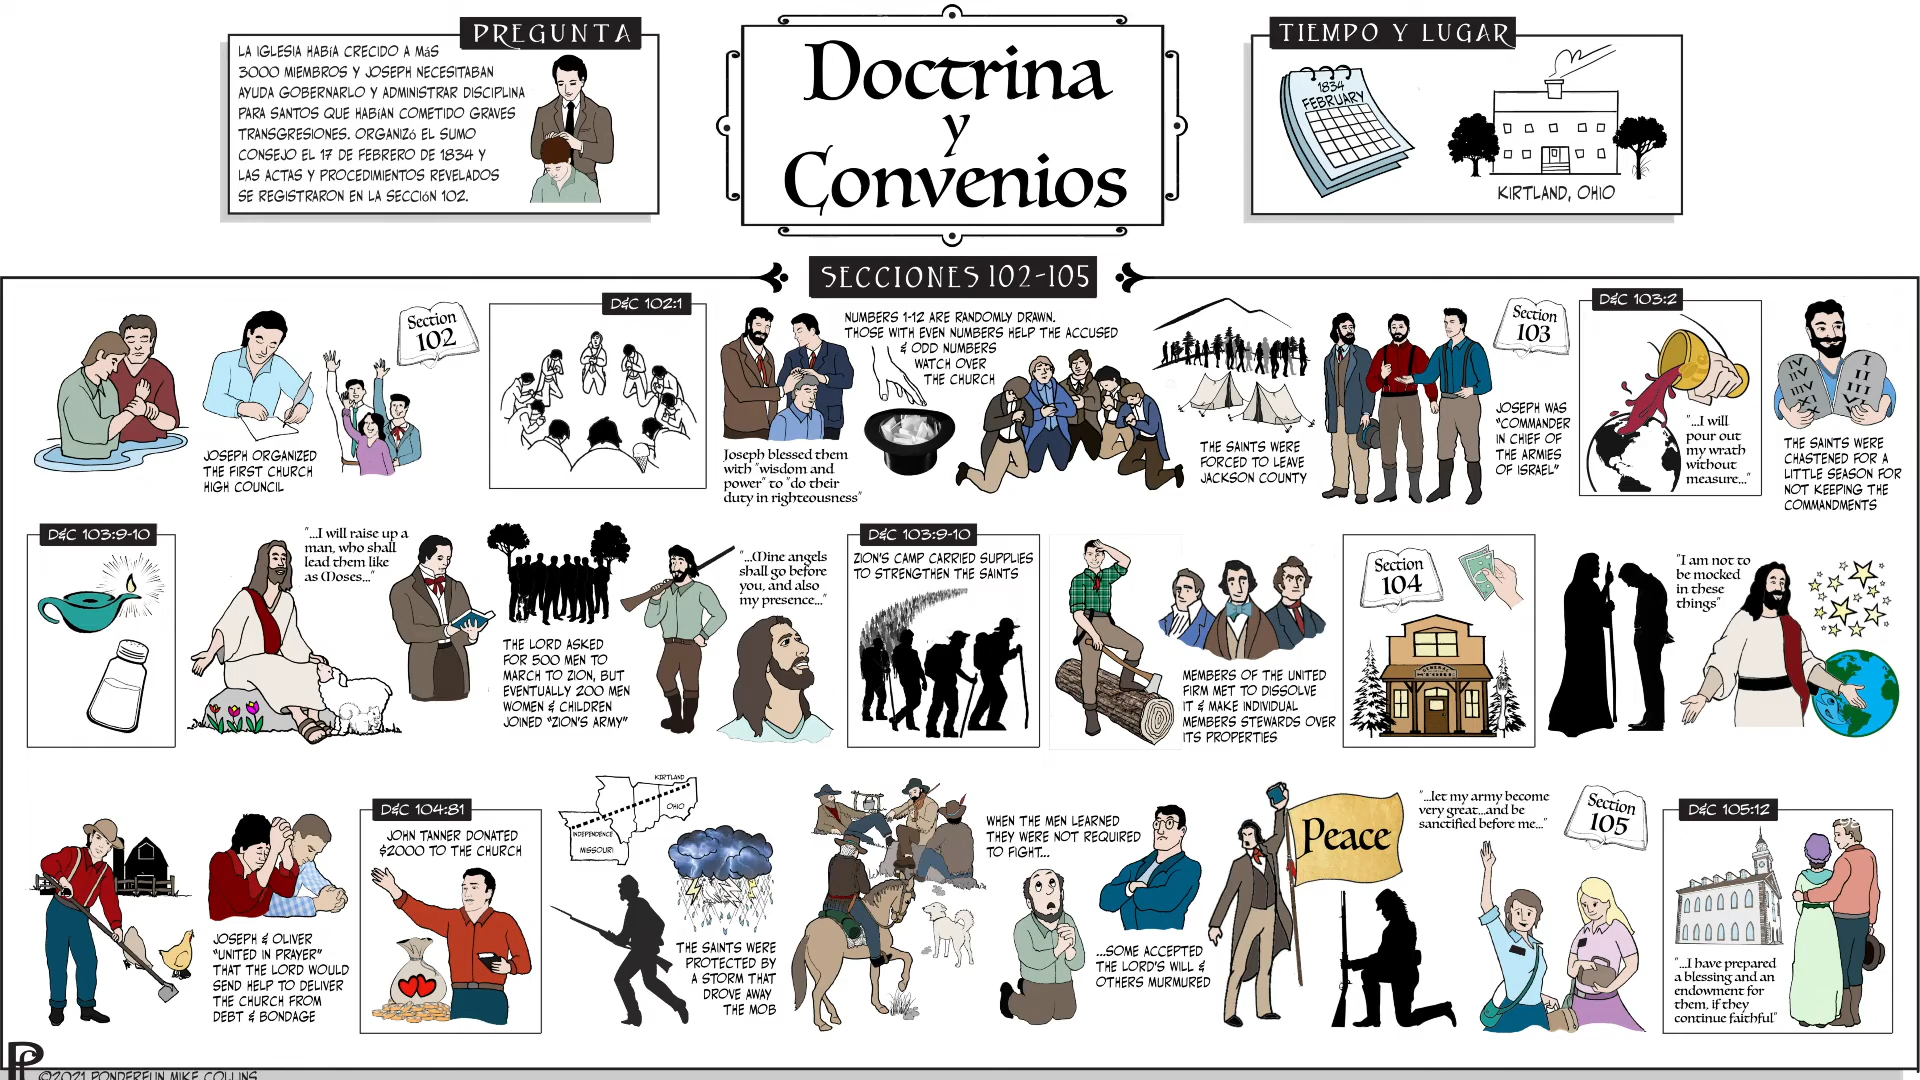 PREGUNTA
LA IGLESIA HABÍA CRECIDO A MáS
3000 MIEMBROS Y JOSEPH NECESITABAN
AYUDA GOBERNARLO Y ADMINISTRAR DISCIPLINA
PARA SANTOS QUE HABÍAN COMETIDO GRAVES
TRANSGRESIONES. ORGANIZó EL SUMO
CONSEJO EL 17 DE FEBRERO DE 1834 Y
LAS ACTAS Y PROCEDIMIENTOS REVELADOS
SE REGISTRARON EN LA SECCIóN 102.
Doctrina
y
Convenios
TIEMPO Y LUGAR
1834
FEBRUARY
KIRTLAND, OHIO
SECCIONES 102-105
JOSEPH ORGANIZED
THE FIRST CHURCH
HIGH COUNCIL
Section
102
D&C 102:1
Joseph blessed them
with "wisdom and
power" to "do their
duty in righteousness"
NUMBERS 1-12 ARE RANDOMLY DRAWN.
THOSE WITH EVEN NUMBERS HELP THE ACCUSED
& ODD NUMBERS
WATCH OVER
THE CHURCH
THE SAINTS WERE
FORCED TO LEAVE
JACKSON COUNTY
Section
103
JOSEPH WAS
"COMMANDER
IN CHIEF OF
THE ARMIES
OF ISRAEL"
D&C 103:2
"...I will
pour out
my wrath
without
measure..."
THE SAINTS WERE
CHASTENED FOR A
LITTLE SEASON FOR
NOT KEEPING THE
COMMANDMENTS
D&C 103:9-10
"...I will raise up a
man, who shall
lead them like
as Moses..."
THE LORD ASKED
FOR 500 MEN TO
MARCH TO ZION, BUT
EVENTUALLY 200 MEN
WOMEN & CHILDREN
JOINED "ZION'S ARMY"
"...Mine angels
shall go before
you, and also
my presence..."
D&C 103:9-10
ZION'S CAMP CARRIED SUPPLIES
TO STRENGTHEN THE SAINTS
MEMBERS OF THE UNITED
FIRM MET TO DISSOLVE
IT & MAKE INDIVIDUAL
MEMBERS STEWARDS OVER
ITS PROPERTIES
Section
104
GENERAL
STORE
"I am not to
be mocked
in these
things"
JOSEPH & OLIVER
"UNITED IN PRAYER"
THAT THE LORD WOULD
SEND HELP TO DELIVER
THE CHURCH FROM
DEBT & BONDAGE
D&C 104:81
JOHN TANNER DONATED
$2000 TO THE CHURCH
KIRTLAND
OHIO
INDEPENDENCE
MISSOURI
THE SAINTS WERE
PROTECTED BY
A STORM THAT
DROVE AWAY
THE MOB
WHEN THE MEN LEARNED
THEY WERE NOT REQUIRED
TO FIGHT...
...SOME ACCEPTED
THE LORD'S WILL &
OTHERS MURMURED
Peace
"...let my army become
very great...and be
sanctified before me..."
Section
105
D&C 105:12
"...I have prepared
a blessing and an
endowment for
them, if they
continue faithful"
©2021 PONDERFUN MIKE COLLINS